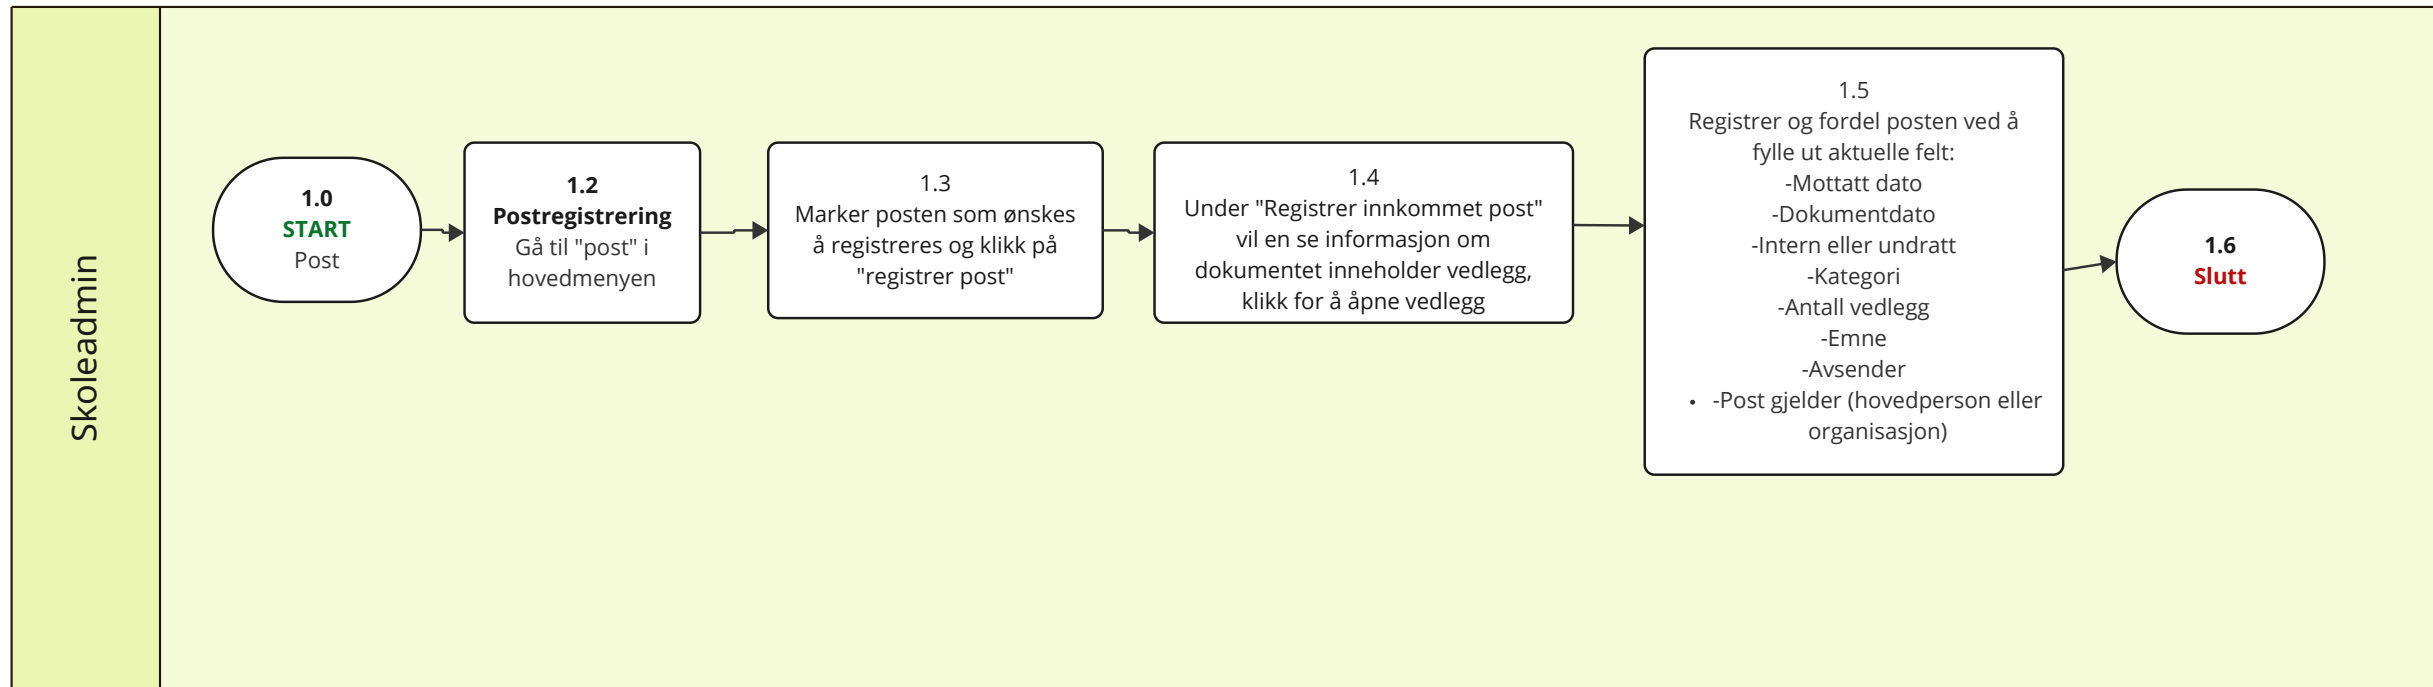 Skoleadmin
1.0
START
Post
1.2
Postregistrering
Gå til "post" i
hovedmenyen
1.3
Marker posten som ønskes
å registreres og klikk på
"registrer post"
1.4
Under "Registrer innkommet post"
vil en se informasjon om
dokumentet inneholder vedlegg,
klikk for å åpne vedlegg
1.5
Registrer og fordel posten ved å
fylle ut aktuelle felt:
-Mottatt dato
-Dokumentdato
-Intern eller undratt
-Kategori
-Antall vedlegg
-Emne
-Avsender
• -Post gjelder (hovedperson eller
organisasjon)
1.6
Slutt